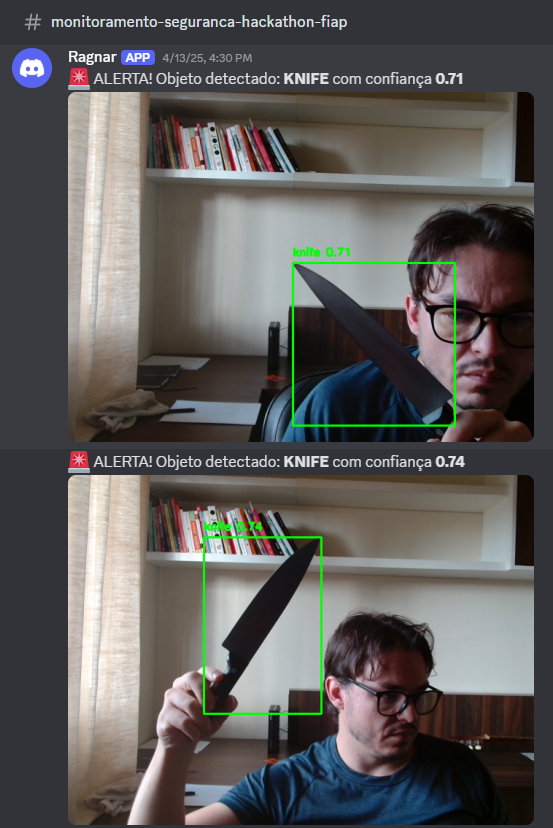 # monitoramento-seguranca-hackathon-fiap
Ragnar APP 4/13/25, 4:30 PM
🚨 ALERTA! Objeto detectado: KNIFE com confiança 0.71
knife 0.71
🚨 ALERTA! Objeto detectado: KNIFE com confiança 0.74
knife 0.74